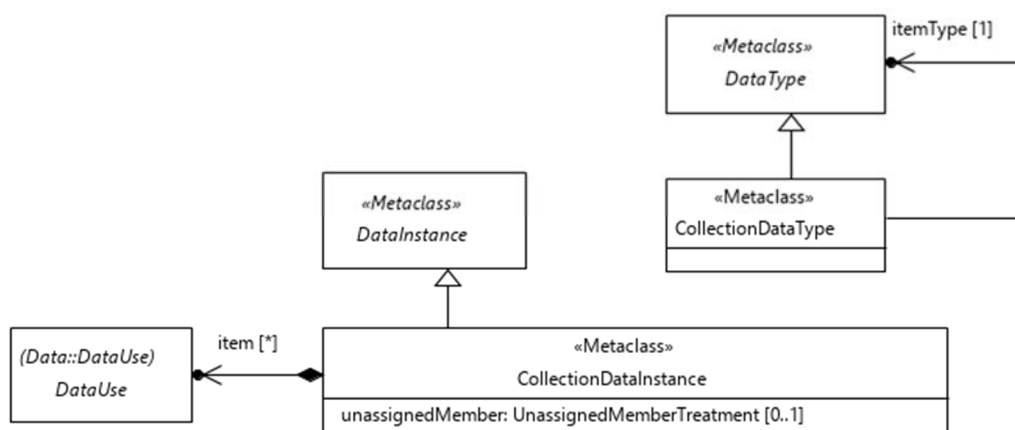 itemType [1]
«Metaclass»
DataType
«Metaclass»
CollectionDataType
«Metaclass»
DataInstance
item [*]
(Data::DataUse)
DataUse
«Metaclass»
CollectionDataInstance
unassignedMember: UnassignedMemberTreatment [0..1]